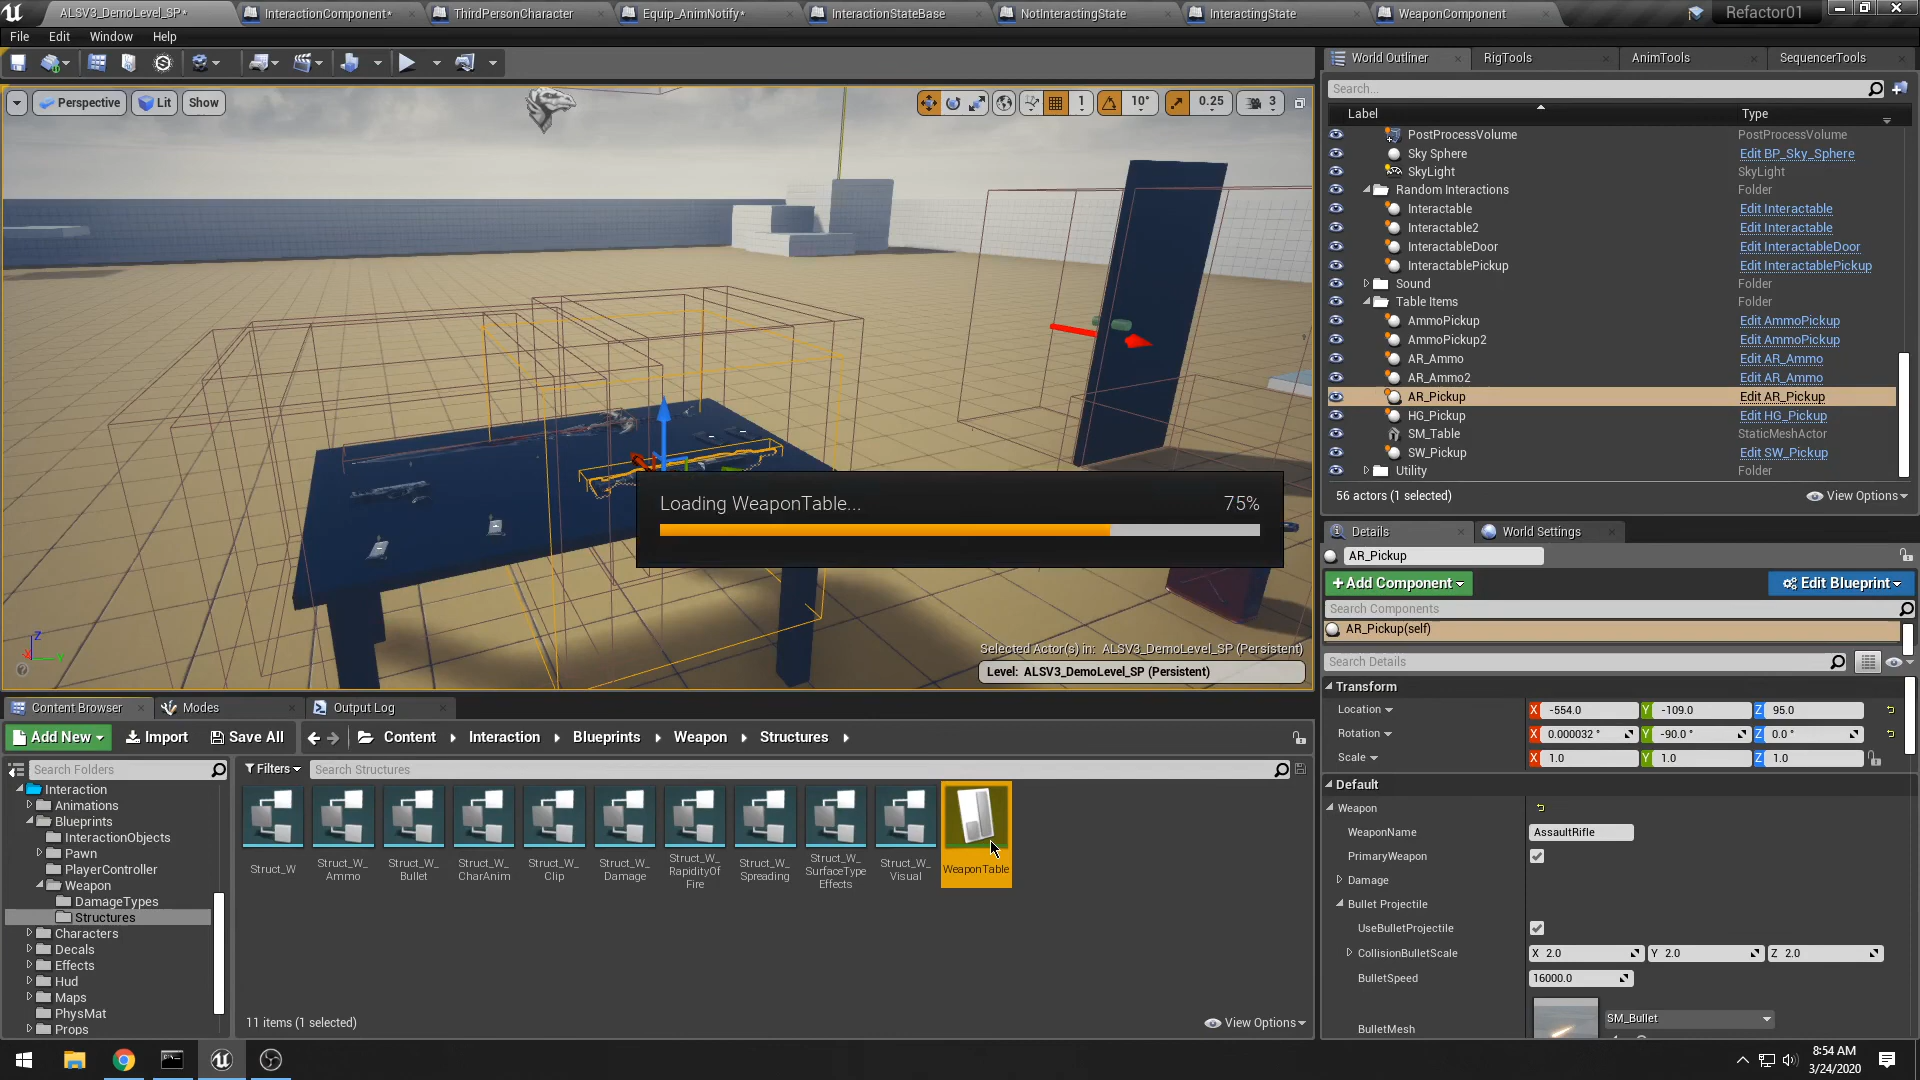 ALSV3_DemoLevel_SP*
InteractionComponent*
ThirdPersonCharacter
Equip_AnimNotify*
InteractionStateBase
NotInteractingState
InteractingState
WeaponComponent
Refactor01
File Edit Window Help
Perspective Lit Show
1 10° 0.25 3
World Outliner RigTools AnimTools SequencerTools
Search...
Label Type
PostProcessVolume PostProcessVolume
Sky Sphere Edit BP_Sky_Sphere
SkyLight SkyLight
Random Interactions Folder
Interactable Edit Interactable
Interactable2 Edit Interactable
InteractableDoor Edit InteractableDoor
InteractablePickup Edit InteractablePickup
Sound Folder
Table Items Folder
AmmoPickup Edit AmmoPickup
AmmoPickup2 Edit AmmoPickup
AR_Ammo Edit AR_Ammo
AR_Ammo2 Edit AR_Ammo
AR_Pickup Edit AR_Pickup
HG_Pickup Edit HG_Pickup
SM_Table StaticMeshActor
SW_Pickup Edit SW_Pickup
Utility Folder
56 actors (1 selected) View Options
Loading WeaponTable... 75%
Selected Actor(s) in: ALSV3_DemoLevel_SP (Persistent)
Level: ALSV3_DemoLevel_SP (Persistent)
Details World Settings
AR_Pickup
+Add Component Edit Blueprint
Search Components
AR_Pickup(self)
Search Details
Transform
Location X -554.0 Y -109.0 Z 95.0
Rotation X 0.000032 ° Y -90.0 ° Z 0.0 °
Scale X 1.0 Y 1.0 Z 1.0
Default
Weapon
WeaponName AssaultRifle
PrimaryWeapon
Damage
Bullet Projectile
UseBulletProjectile
CollisionBulletScale X 2.0 Y 2.0 Z 2.0
BulletSpeed 16000.0
BulletMesh SM_Bullet
Content Browser Modes Output Log
Add New Import Save All Content Interaction Blueprints Weapon Structures
Search Folders
Filters Search Structures
Interaction
Animations
Blueprints
InteractionObjects
Pawn
PlayerController
Weapon
DamageTypes
Structures
Characters
Decals
Effects
Hud
Maps
PhysMat
Props
Struct_W
Struct_W_
Ammo
Struct_W_
Bullet
Struct_W_
CharAnim
Struct_W_
Clip
Struct_W_
Damage
Struct_W_
RapidityOf
Fire
Struct_W_
Spreading
Struct_W_
SurfaceType
Effects
Struct_W_
Visual
WeaponTable
11 items (1 selected) View Options
8:54 AM
3/24/2020